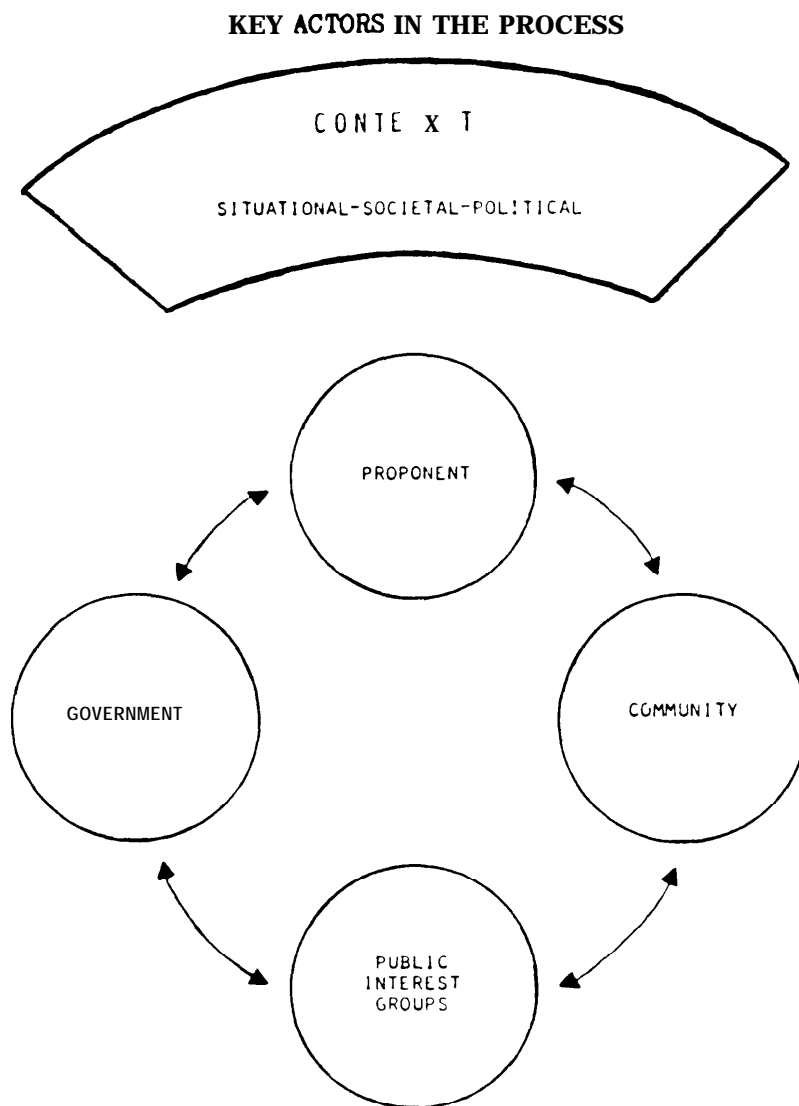 KEY ACTORS IN THE PROCESS
CONTE X T
SITUATIONAL-SOCIETAL-POLITICAL
PROPONENT
GOVERNMENT
COMMUNITY
PUBLIC
INTEREST
GROUPS